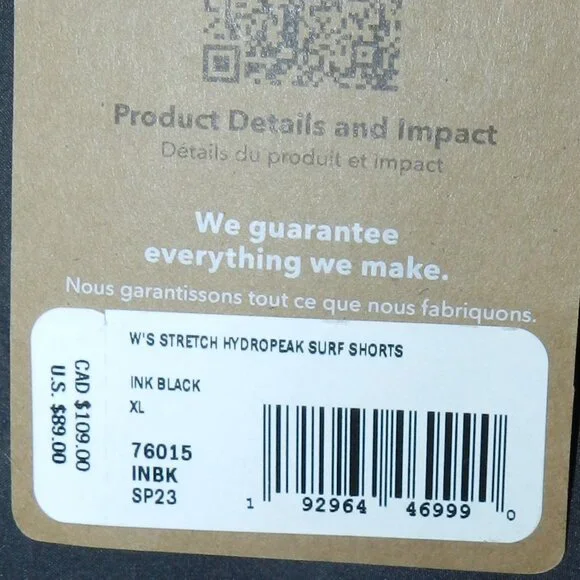 Product Details and Impact
Détails du produit et impact
We guarantee
everything we make.
Nous garantissons tout ce que nous fabriquons.
CAD $109.00
U.S. $89.00
W'S STRETCH HYDROPEAK SURF SHORTS
INK BLACK
XL
76015
INBK
SP23
1 92964 46999 0